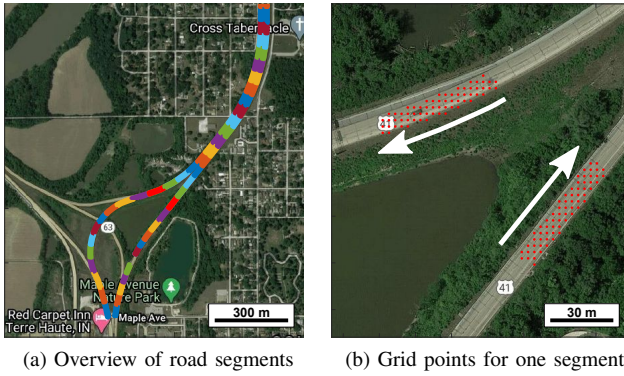 Cross Tabernacle
63
Maple Avenue
Nature Park
Red Carpet Inn
Terre Haute, IN
Maple Ave
300 m
41
41
30 m
(a) Overview of road segments
(b) Grid points for one segment